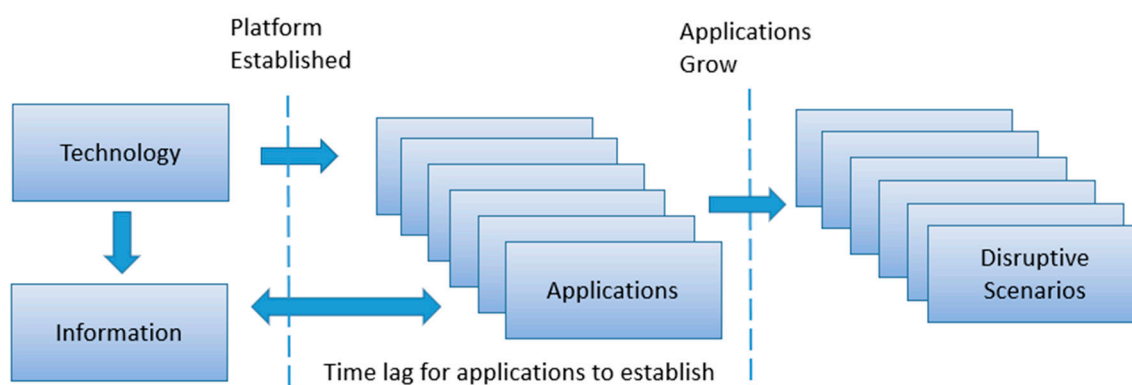 Platform
Established
Applications
Grow
Technology
Information
Applications
Disruptive
Scenarios
Time lag for applications to establish